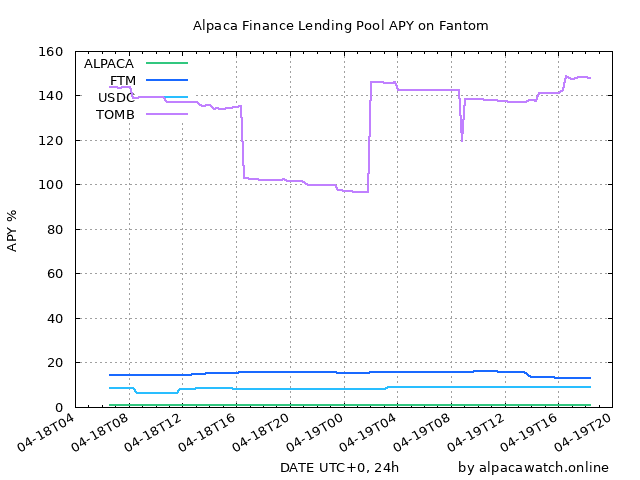 Alpaca Finance Lending Pool APY on Fantom
160
140
120
100
80
60
40
20
0
APY %
ALPACA
FTM
USDC
TOMB
04-18T04
04-18T08
04-18T12
04-18T16
04-18T20
04-19T00
04-19T04
04-19T08
04-19T12
04-19T16
04-19T20
DATE UTC+0, 24h
by alpacawatch.online